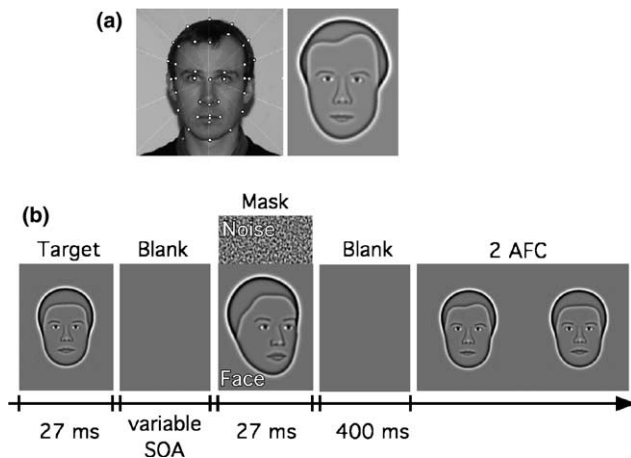 (a)
(b)
Mask
Noise
Target
Blank
Blank
2 AFC
Face
27 ms
variable
SOA
27 ms
400 ms